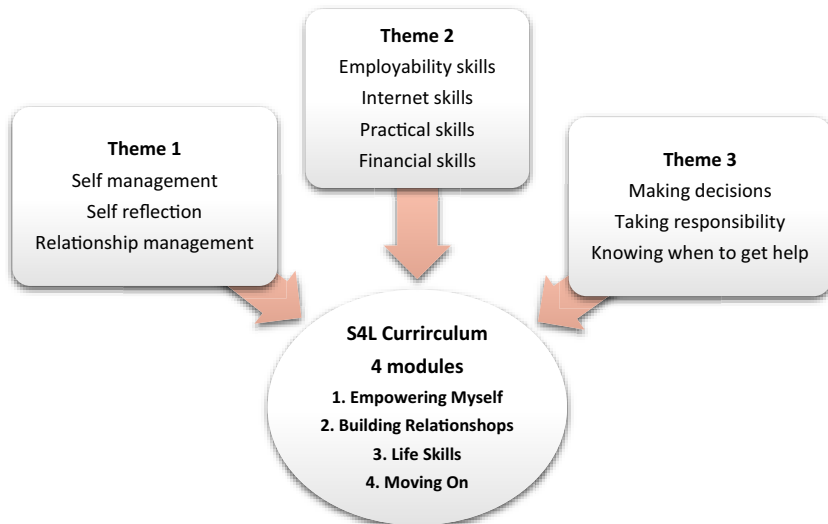 Theme 1
Self management
Self reflection
Relationship management
Theme 2
Employability skills
Internet skills
Practical skills
Financial skills
Theme 3
Making decisions
Taking responsibility
Knowing when to get help
S4L Currirculum
4 modules
1. Empowering Myself
2. Building Relationshops
3. Life Skills
4. Moving On